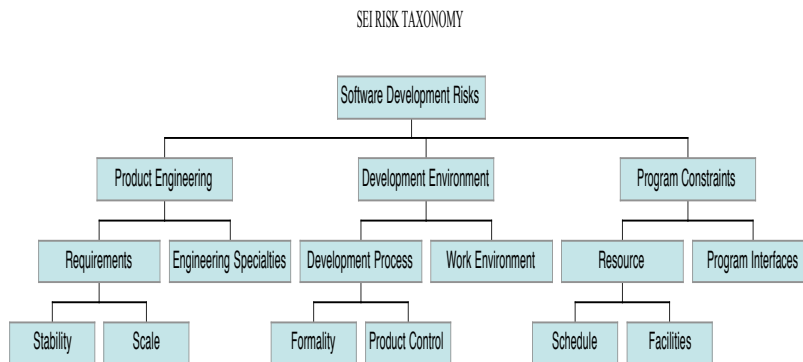 SEI RISK TAXONOMY
Software Development Risks
Product Engineering
Development Environment
Program Constraints
Requirements
Engineering Specialties
Development Process
Work Environment
Resource
Program Interfaces
Stability
Scale
Formality
Product Control
Schedule
Facilities